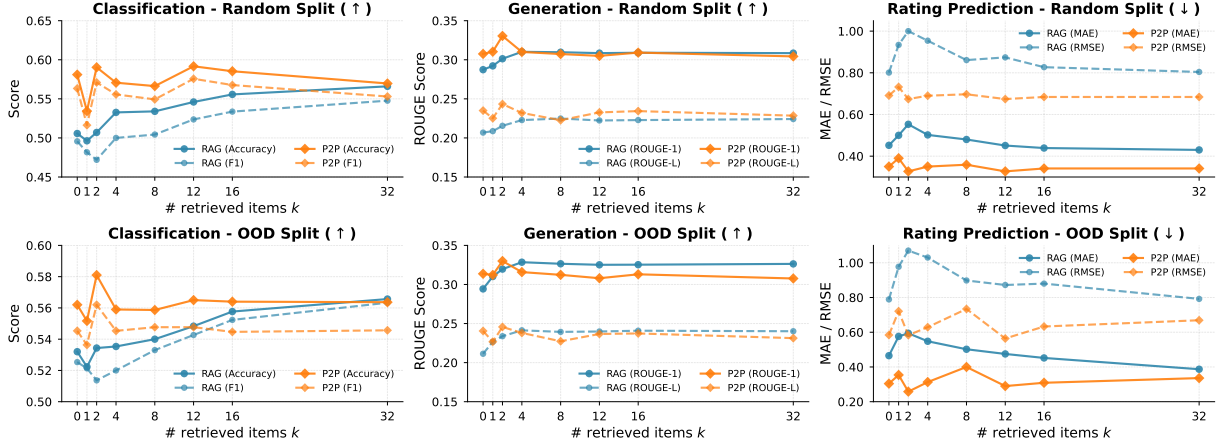 Classification - Random Split (↑)
Score
0.65
0.60
0.55
0.50
0.45
RAG (Accuracy)
RAG (F1)
P2P (Accuracy)
P2P (F1)
0 1 2 4 8 12 16 32
# retrieved items k
Generation - Random Split (↑)
ROUGE Score
0.35
0.30
0.25
0.20
0.15
RAG (ROUGE-1)
RAG (ROUGE-L)
P2P (ROUGE-1)
P2P (ROUGE-L)
0 1 2 4 8 12 16 32
# retrieved items k
Rating Prediction - Random Split (↓)
MAE / RMSE
1.00
0.80
0.60
0.40
RAG (MAE)
RAG (RMSE)
P2P (MAE)
P2P (RMSE)
0 1 2 4 8 12 16 32
# retrieved items k
Classification - OOD Split (↑)
Score
0.60
0.58
0.56
0.54
0.52
0.50
RAG (Accuracy)
RAG (F1)
P2P (Accuracy)
P2P (F1)
0 1 2 4 8 12 16 32
# retrieved items k
Generation - OOD Split (↑)
ROUGE Score
0.35
0.30
0.25
0.20
0.15
RAG (ROUGE-1)
RAG (ROUGE-L)
P2P (ROUGE-1)
P2P (ROUGE-L)
0 1 2 4 8 12 16 32
# retrieved items k
Rating Prediction - OOD Split (↓)
MAE / RMSE
1.00
0.80
0.60
0.40
0.20
RAG (MAE)
RAG (RMSE)
P2P (MAE)
P2P (RMSE)
0 1 2 4 8 12 16 32
# retrieved items k